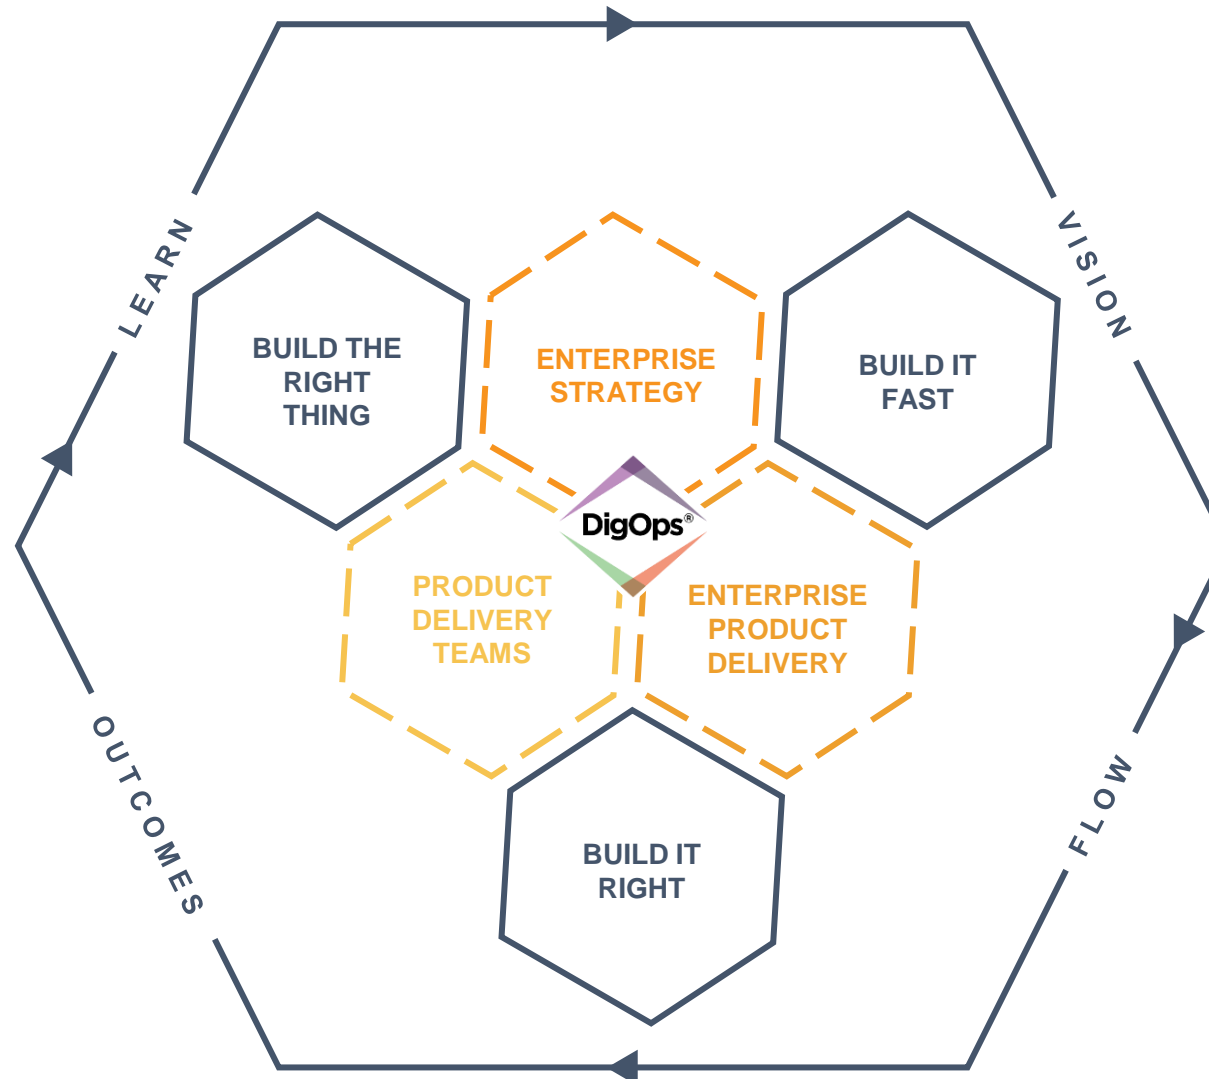 LEARN
VISION
BUILD THE
RIGHT
THING
ENTERPRISE
STRATEGY
BUILD IT
FAST
DigOps®
PRODUCT
DELIVERY
TEAMS
ENTERPRISE
PRODUCT
DELIVERY
OUTCOMES
FLOW
BUILD IT
RIGHT